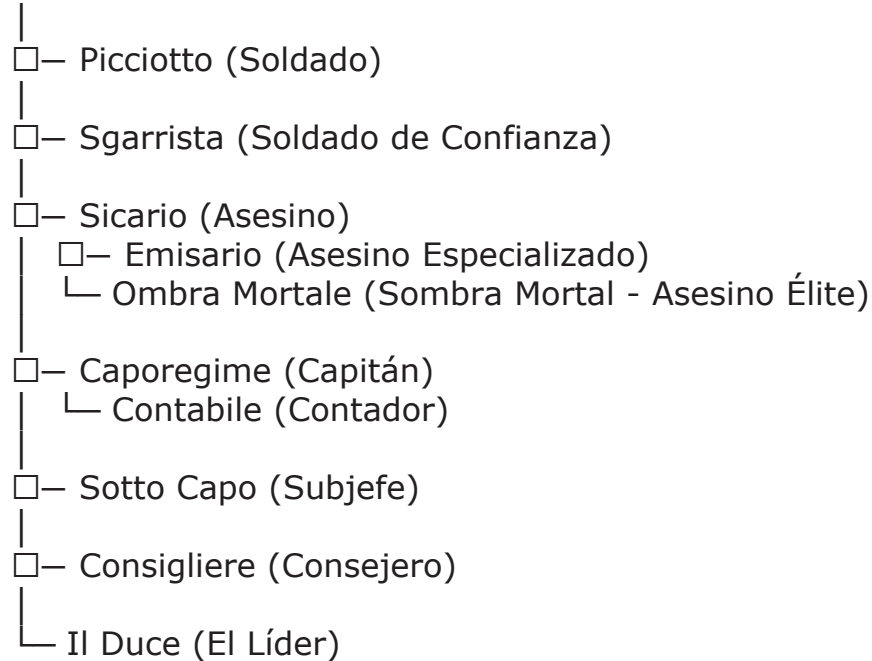 │
□─ Picciotto (Soldado)
│
□─ Sgarrista (Soldado de Confianza)
│
□─ Sicario (Asesino)
│ □─ Emisario (Asesino Especializado)
│ └─ Ombra Mortale (Sombra Mortal - Asesino Élite)
│
□─ Caporegime (Capitán)
│ └─ Contabile (Contador)
│
□─ Sotto Capo (Subjefe)
│
□─ Consigliere (Consejero)
│
└─ Il Duce (El Líder)